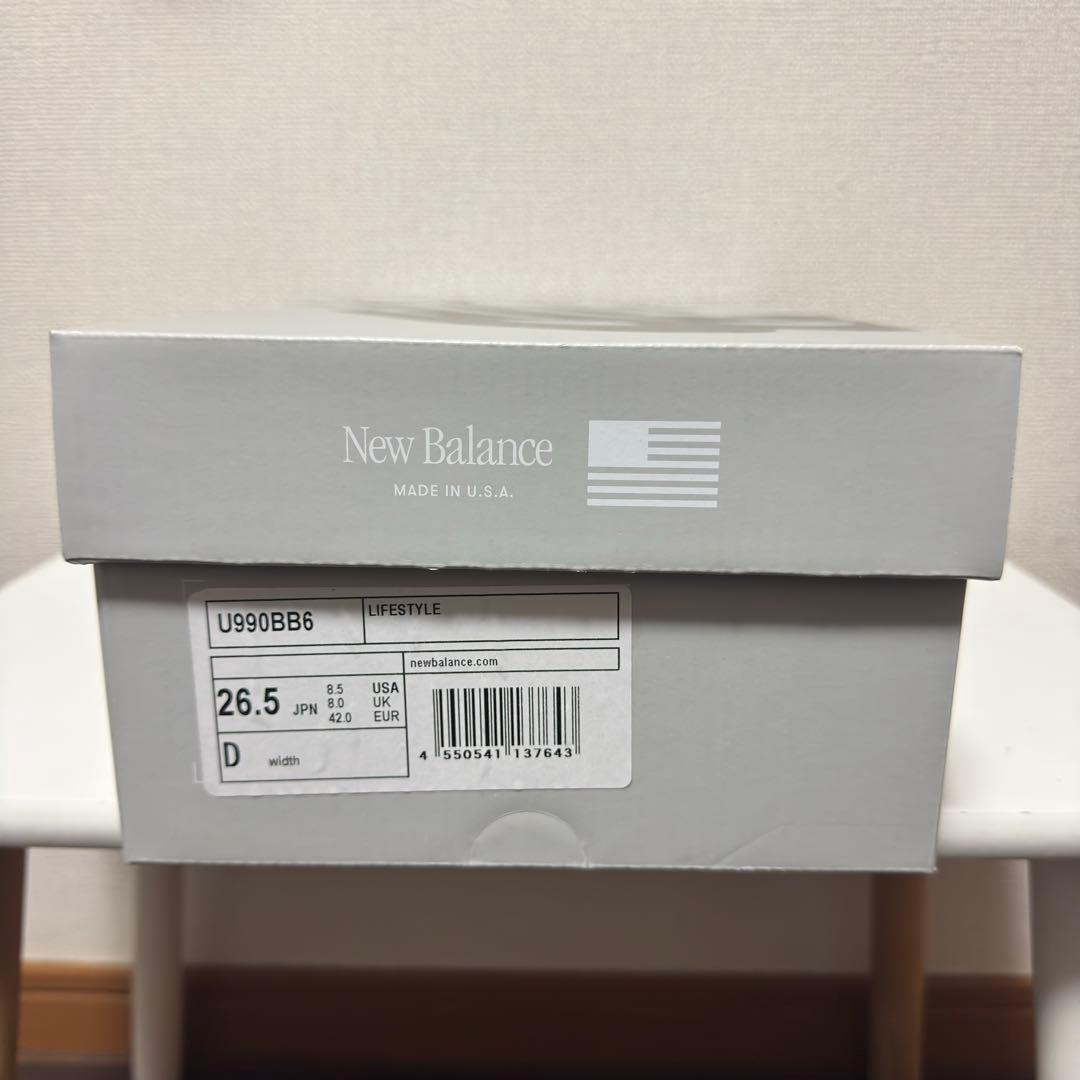 New Balance
MADE IN U.S.A.
U990BB6
LIFESTYLE
newbalance.com
26.5 JPN
8.5 USA
8.0 UK
42.0 EUR
D width
4 550541 137643